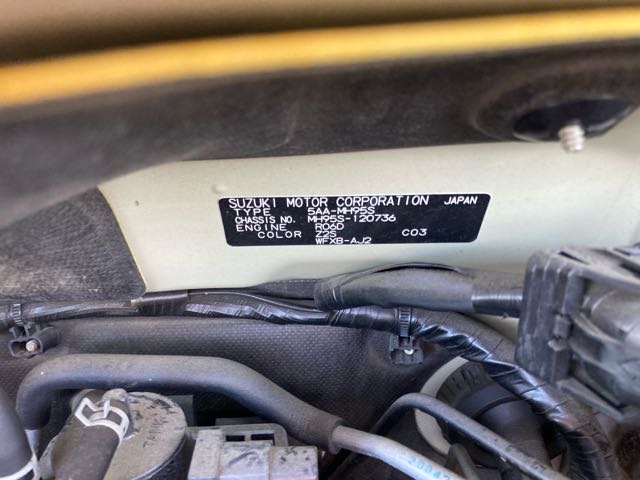 SUZUKI MOTOR CORPORATION JAPAN
TYPE 5AA-MH95S
CHASSIS NO. MH95S-120736
ENGINE R06D
COLOR Z2S C03
WFXB-AJ2